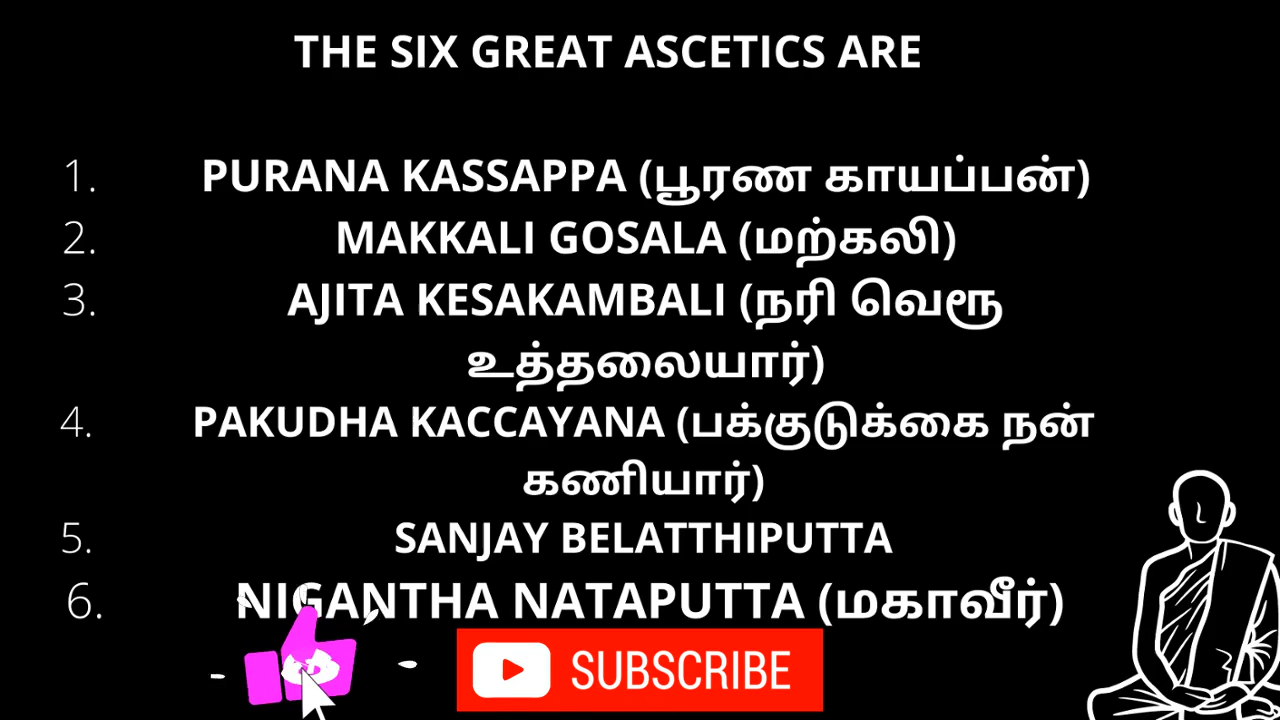 THE SIX GREAT ASCETICS ARE
1. PURANA KASSAPPA (பூரண காயப்பன்)
2. MAKKALI GOSALA (மற்கலி)
3. AJITA KESAKAMBALI (நரி வெரூ
உத்தலையார்)
4. PAKUDHA KACCAYANA (பக்குடுக்கை நன்
கணியார்)
5. SANJAY BELATTHIPUTTA
6. NIGANTHA NATAPUTTA (மகாவீர்)
SUBSCRIBE